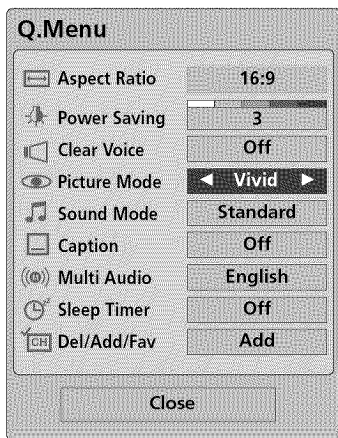 Q.Menu
Aspect Ratio 16:9
Power Saving 3
Clear Voice Off
Picture Mode ◄ Vivid ►
Sound Mode Standard
Caption Off
Multi Audio English
Sleep Timer Off
CH Del/Add/Fav Add
Close